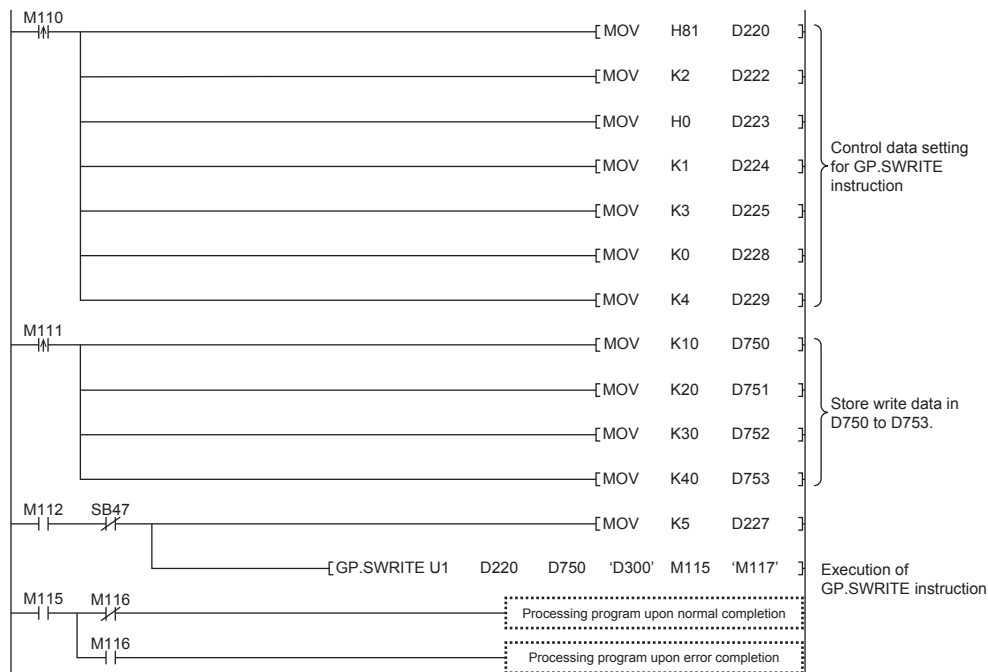 M110
[ MOV H81 D220 ]
[ MOV K2 D222 ]
[ MOV H0 D223 ]
[ MOV K1 D224 ]
[ MOV K3 D225 ]
[ MOV K0 D228 ]
[ MOV K4 D229 ]
Control data setting
for GP.SWRITE
instruction
M111
[ MOV K10 D750 ]
[ MOV K20 D751 ]
[ MOV K30 D752 ]
[ MOV K40 D753 ]
Store write data in
D750 to D753.
M112 SB47
[ MOV K5 D227 ]
[ GP.SWRITE U1 D220 D750 ‘D300’ M115 ‘M117’ ]
Execution of
GP.SWRITE instruction
M115 M116
Processing program upon normal completion
M116
Processing program upon error completion